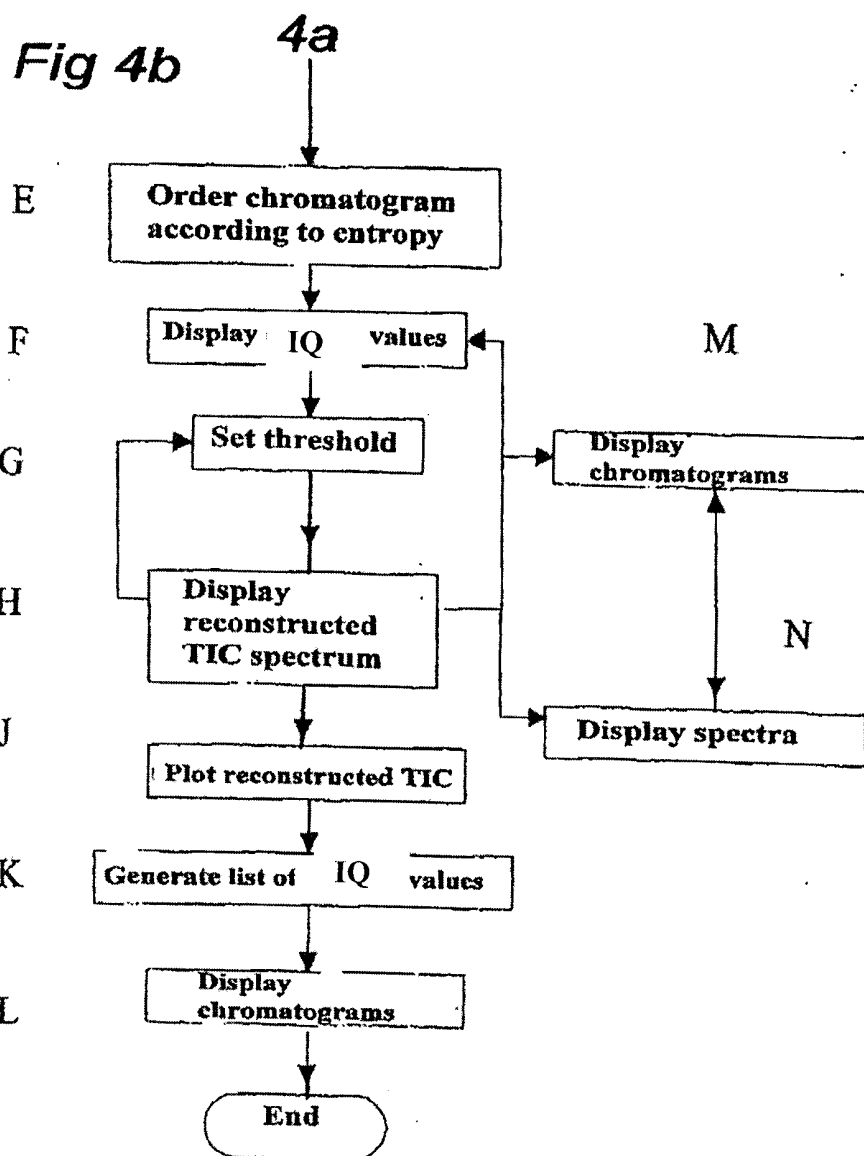 Fig 4b
4a
E
Order chromatogram
according to entropy
F
Display IQ values
M
G
Set threshold
Display
chromatograms
H
Display
reconstructed
TIC spectrum
N
J
Display spectra
Plot reconstructed TIC
K
Generate list of IQ values
L
Display
chromatograms
End